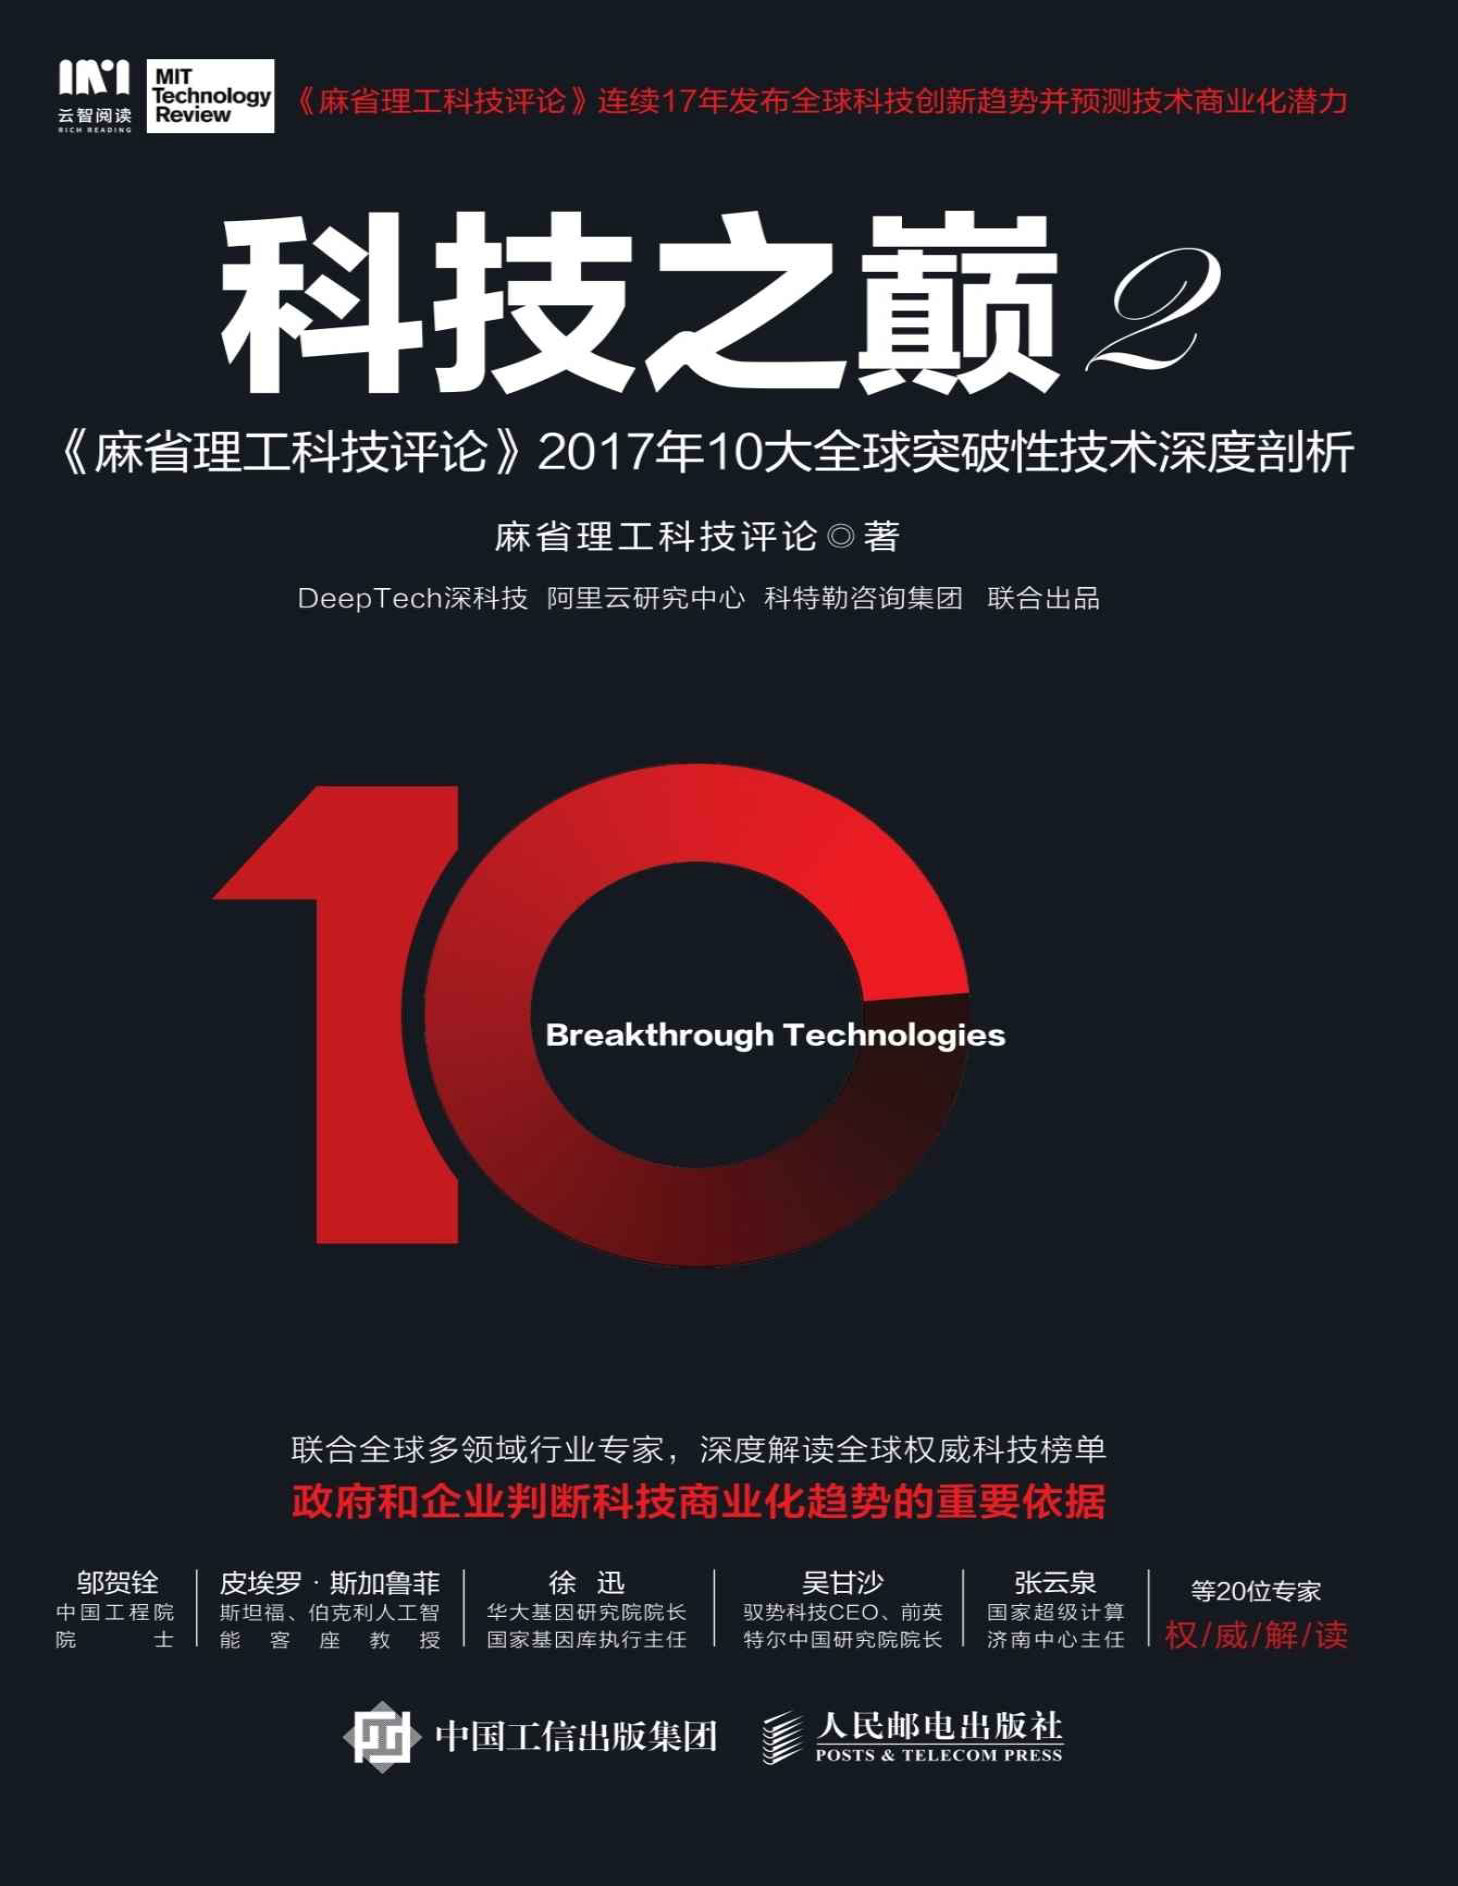 云智阅读
RICH READING
MIT
Technology
Review
《麻省理工科技评论》连续17年发布全球科技创新趋势并预测技术商业化潜力
科技之巅2
《麻省理工科技评论》2017年10大全球突破性技术深度剖析
麻省理工科技评论◎著
DeepTech深科技 阿里云研究中心 科特勒咨询集团 联合出品
10
Breakthrough Technologies
联合全球多领域行业专家，深度解读全球权威科技榜单
政府和企业判断科技商业化趋势的重要依据
邬贺铨
中国工程院
院士
皮埃罗·斯加鲁菲
斯坦福、伯克利人工智
能客座教授
徐迅
华大基因研究院院长
国家基因库执行主任
吴甘沙
驭势科技CEO、前英
特尔中国研究院院长
张云泉
国家超级计算
济南中心主任
等20位专家
权/威/解/读
中国工信出版集团
人民邮电出版社
POSTS & TELECOM PRESS